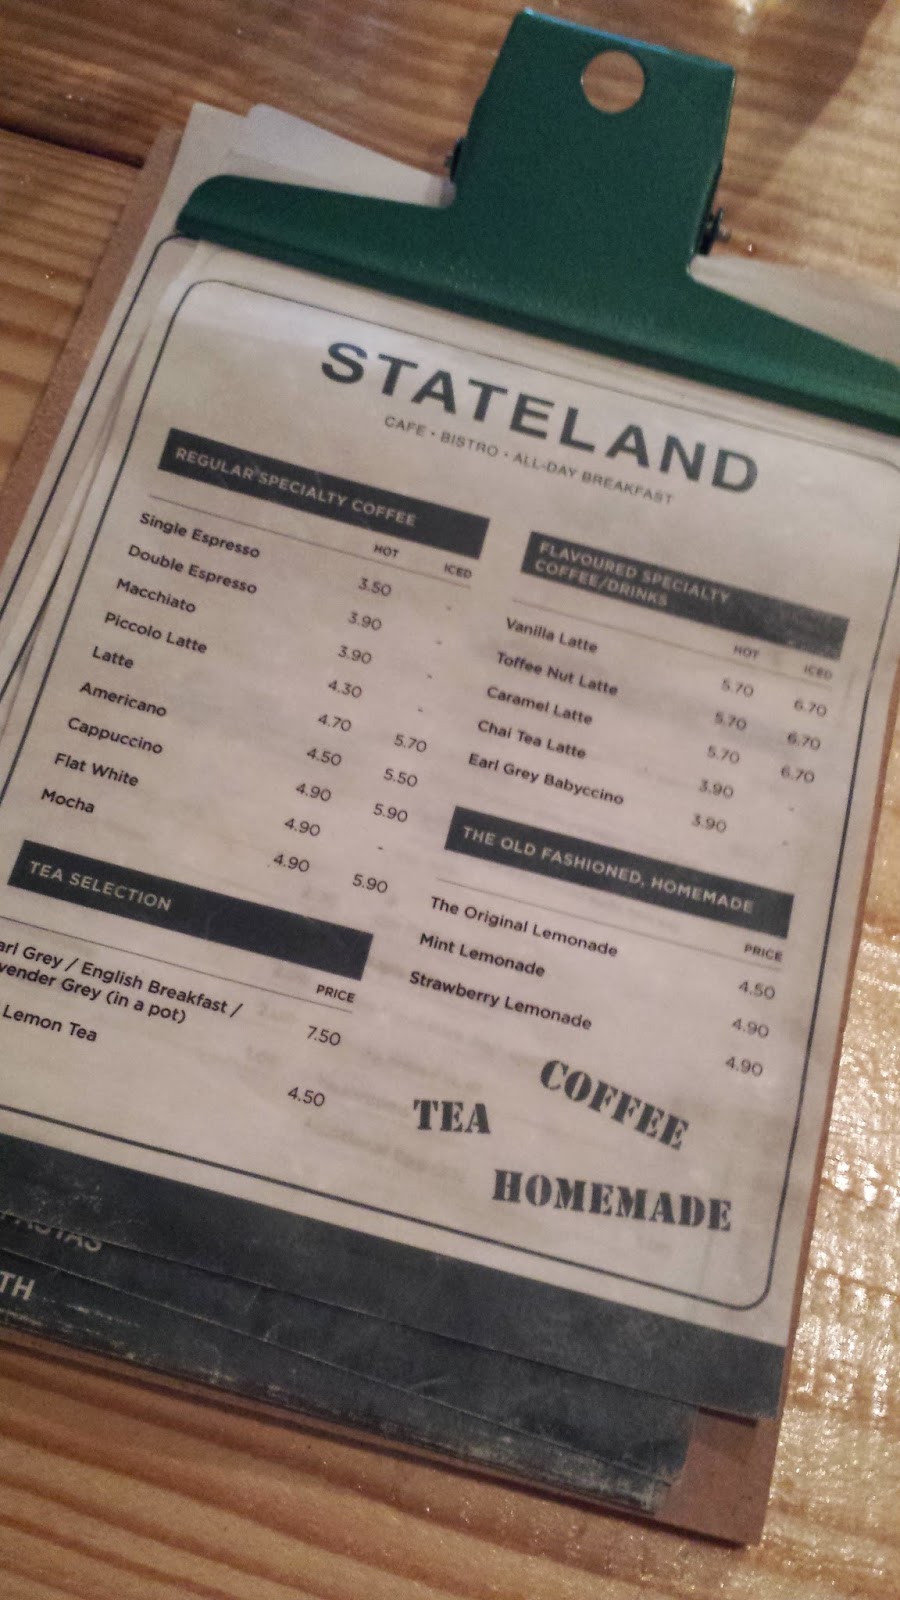 STATELAND
CAFE • BISTRO • ALL-DAY BREAKFAST
REGULAR SPECIALTY COFFEE
HOT ICED
Single Espresso 3.50 -
Double Espresso 3.90 -
Macchiato 3.90 -
Piccolo Latte 4.30 -
Latte 4.70 5.70
Americano 4.50 5.50
Cappuccino 4.90 5.90
Flat White 4.90 -
Mocha 4.90 5.90
TEA SELECTION
PRICE
arl Grey / English Breakfast /
vender Grey (in a pot) 7.50
Lemon Tea 4.50
FLAVOURED SPECIALTY
COFFEE/DRINKS
HOT ICED
Vanilla Latte 5.70 6.70
Toffee Nut Latte 5.70 6.70
Caramel Latte 5.70 6.70
Chai Tea Latte 3.90 -
Earl Grey Babyccino 3.90 -
THE OLD FASHIONED, HOMEMADE
PRICE
The Original Lemonade 4.50
Mint Lemonade 4.90
Strawberry Lemonade 4.90
COFFEE
TEA
HOMEMADE
TH